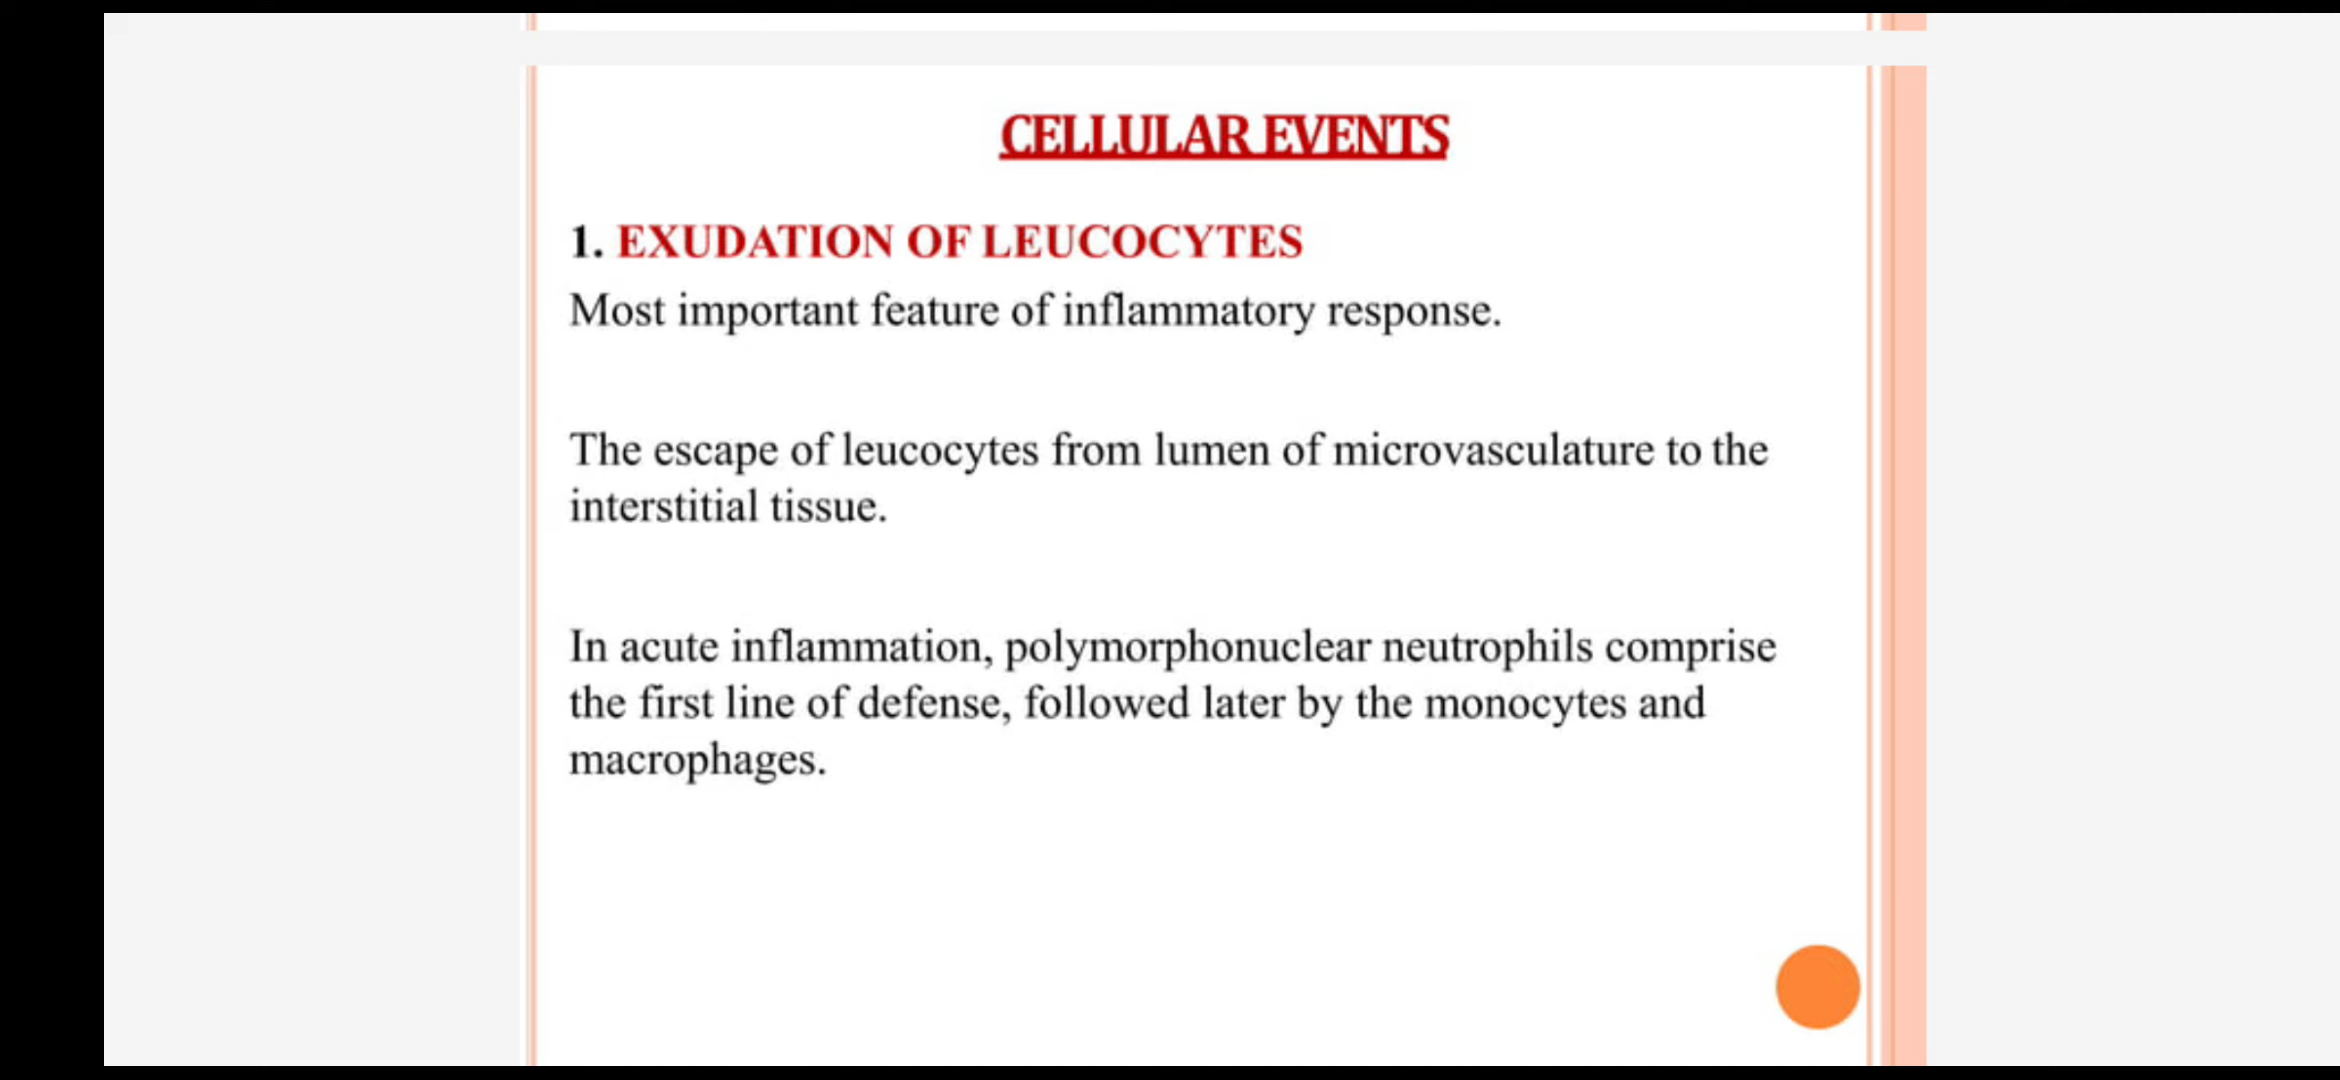 CELLULAR EVENTS
1. EXUDATION OF LEUCOCYTES
Most important feature of inflammatory response.
The escape of leucocytes from lumen of microvasculature to the
interstitial tissue.
In acute inflammation, polymorphonuclear neutrophils comprise
the first line of defense, followed later by the monocytes and
macrophages.